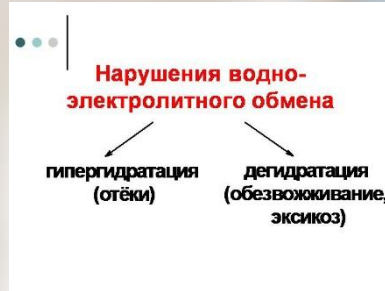 Нарушения водно-
электролитного обмена
гипергидратация
(отёки)
дегидратация
(обезвоживание,
эксикоз)